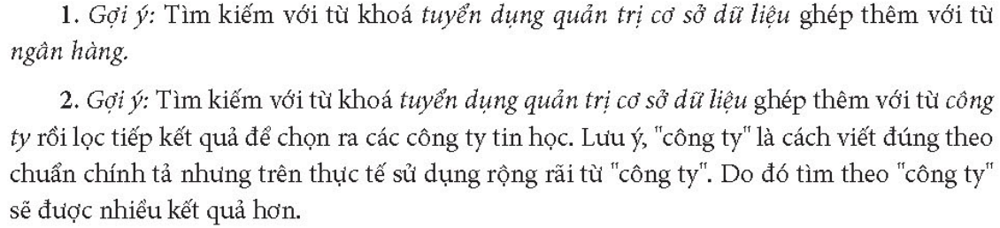 1. Gợi ý: Tìm kiếm với từ khoá tuyển dụng quản trị cơ sở dữ liệu ghép thêm với từ
ngân hàng.
2. Gợi ý: Tìm kiếm với từ khoá tuyển dụng quản trị cơ sở dữ liệu ghép thêm với từ công
ty rồi lọc tiếp kết quả để chọn ra các công ty tin học. Lưu ý, "công ty" là cách viết đúng theo
chuẩn chính tả nhưng trên thực tế sử dụng rộng rãi từ "công ty". Do đó tìm theo "công ty"
sẽ được nhiều kết quả hơn.